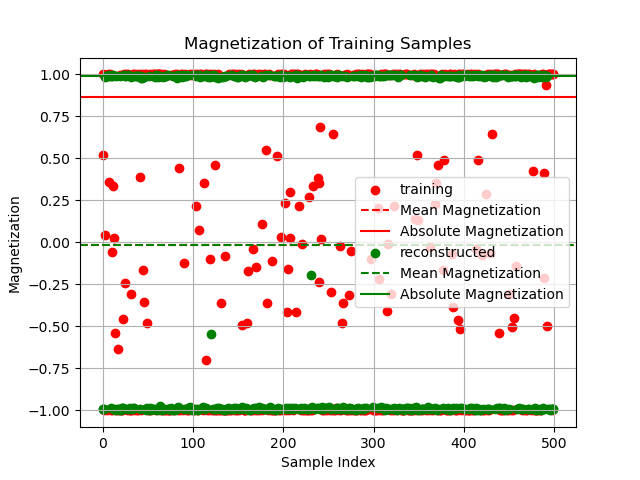 Magnetization of Training Samples
Magnetization
1.00
0.75
0.50
0.25
0.00
−0.25
−0.50
−0.75
−1.00
training
Mean Magnetization
Absolute Magnetization
reconstructed
Mean Magnetization
Absolute Magnetization
0 100 200 300 400 500
Sample Index